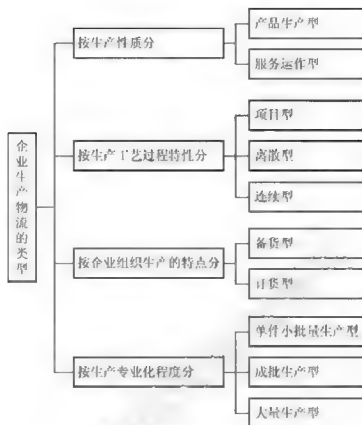 企业生产物流的类型
按生产性质分
产品生产型
服务运作型
按生产工艺过程特性分
项目型
离散型
连续型
按企业组织生产的特点分
备货型
订货型
按生产专业化程度分
单件小批量生产型
成批生产型
大量生产型